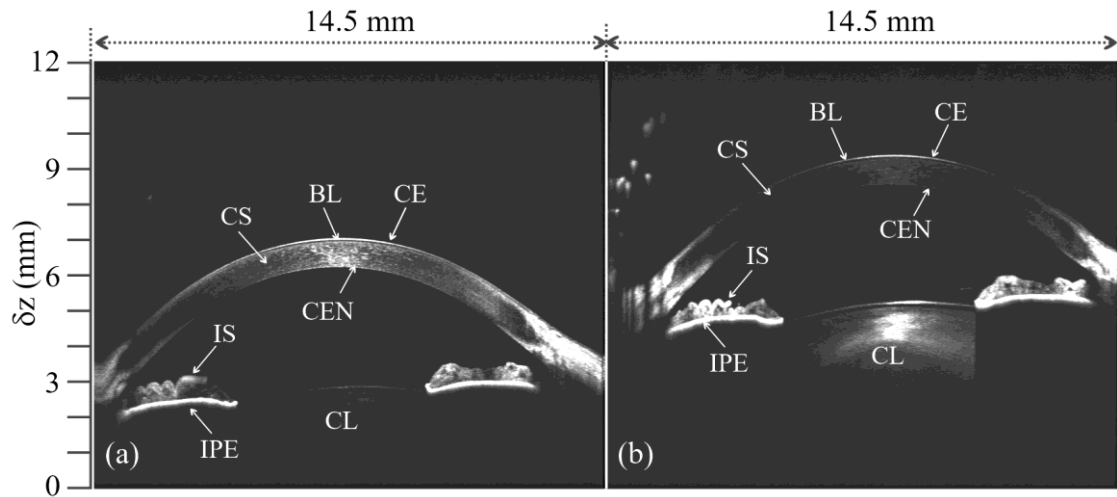 14.5 mm
14.5 mm
12
9
6
3
0
δz (mm)
BL
CE
CS
CEN
IS
IPE
CL
(a)
BL
CE
CS
CEN
IS
IPE
CL
(b)